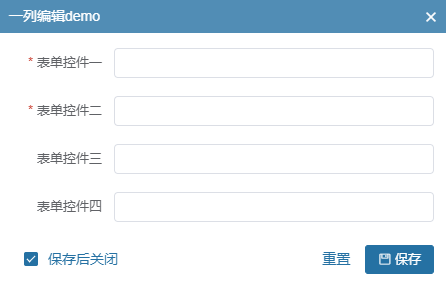 一列编辑demo
* 表单控件一
* 表单控件二
表单控件三
表单控件四
保存后关闭 重置 保存